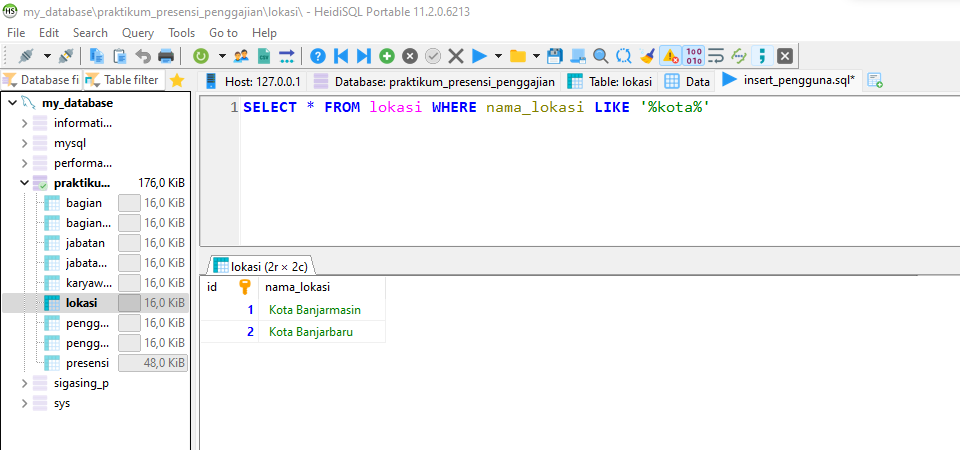 my_database\praktikum_presensi_penggajian\lokasi\ - HeidiSQL Portable 11.2.0.6213
File Edit Search Query Tools Go to Help
Database fi Table filter
Host: 127.0.0.1 Database: praktikum_presensi_penggajian Table: lokasi Data insert_pengguna.sql*
my_database
informati...
mysql
performa...
praktiku... 176,0 KiB
bagian 16,0 KiB
bagian... 16,0 KiB
jabatan 16,0 KiB
jabata... 16,0 KiB
karyaw... 16,0 KiB
lokasi 16,0 KiB
pengg... 16,0 KiB
pengg... 16,0 KiB
presensi 48,0 KiB
sigasing_p
sys
1 SELECT * FROM lokasi WHERE nama_lokasi LIKE '%kota%'
lokasi (2r × 2c)
id nama_lokasi
1 Kota Banjarmasin
2 Kota Banjarbaru